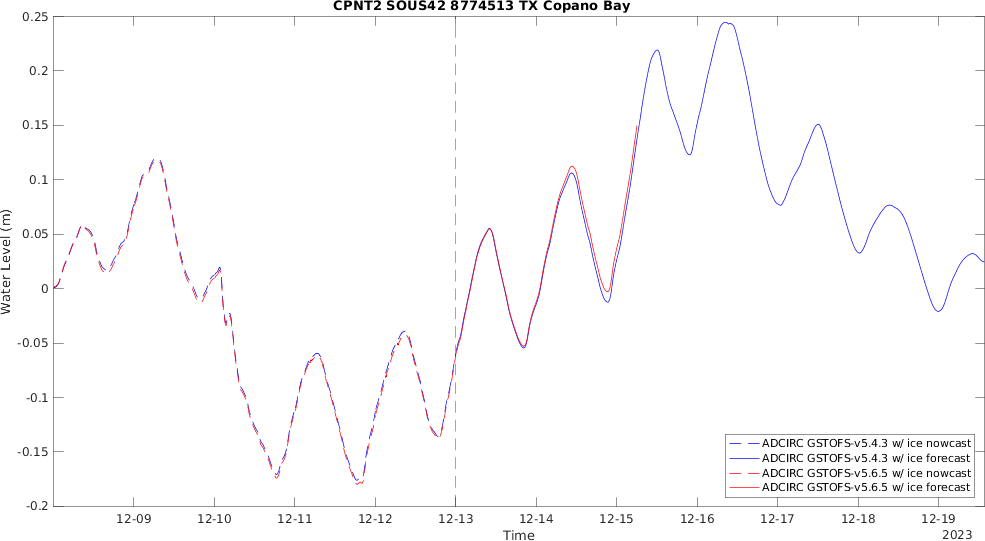 CPNT2 SOUS42 8774513 TX Copano Bay
0.25
0.2
0.15
0.1
0.05
0
-0.05
-0.1
-0.15
-0.2
Water Level (m)
12-09 12-10 12-11 12-12 12-13 12-14 12-15 12-16 12-17 12-18 12-19
Time
2023
ADCIRC GSTOFS-v5.4.3 w/ ice nowcast
ADCIRC GSTOFS-v5.4.3 w/ ice forecast
ADCIRC GSTOFS-v5.6.5 w/ ice nowcast
ADCIRC GSTOFS-v5.6.5 w/ ice forecast